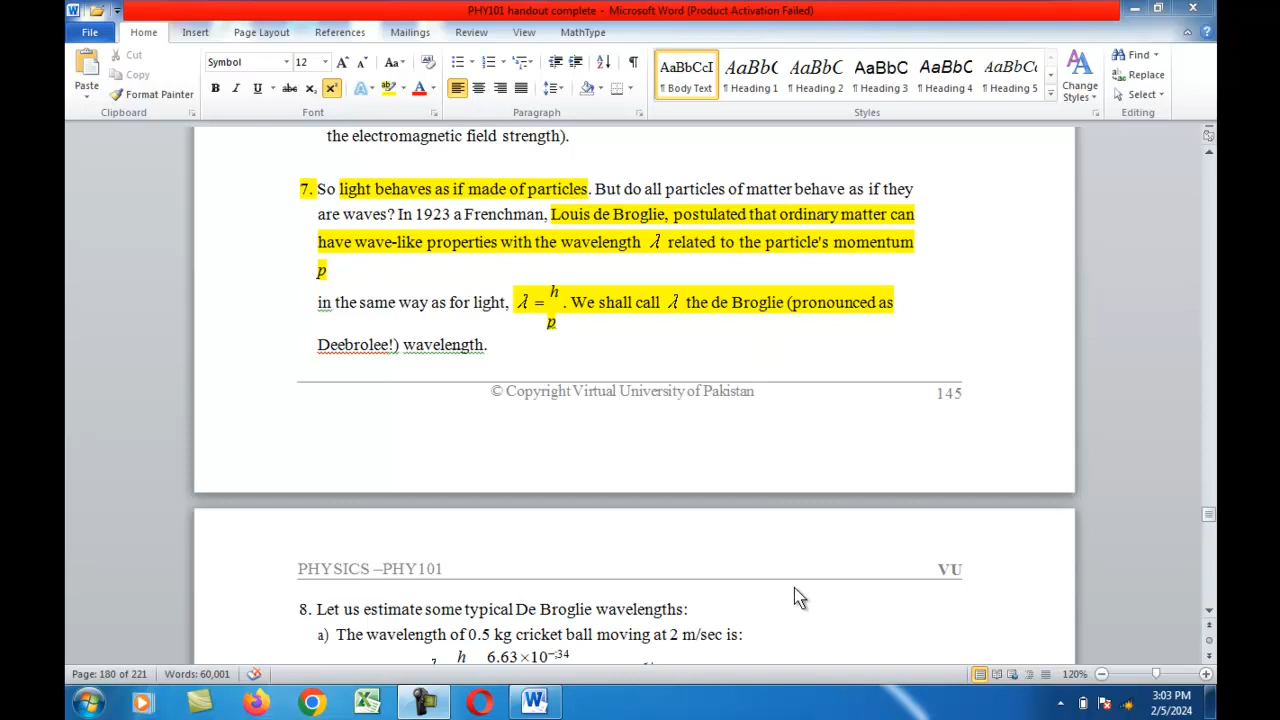 PHY101 handout complete - Microsoft Word (Product Activation Failed)
File Home Insert Page Layout References Mailings Review View MathType
Paste
Cut
Copy
Format Painter
Clipboard
Symbol 12
Font
Paragraph
AaBbCcI AaBbC AaBbC AaBbC AaBbC AaBbC
¶ Body Text ¶ Heading 1 ¶ Heading 2 ¶ Heading 3 ¶ Heading 4 ¶ Heading 5
Styles
Change Styles
Find
Replace
Select
Editing
the electromagnetic field strength).
7. So light behaves as if made of particles. But do all particles of matter behave as if they
are waves? In 1923 a Frenchman, Louis de Broglie, postulated that ordinary matter can
have wave-like properties with the wavelength λ related to the particle's momentum
p
in the same way as for light, λ = h/p. We shall call λ the de Broglie (pronounced as
Deebrolee!) wavelength.
© Copyright Virtual University of Pakistan 145
PHYSICS –PHY101 VU
8. Let us estimate some typical De Broglie wavelengths:
a) The wavelength of 0.5 kg cricket ball moving at 2 m/sec is:
h 6.63×10-34
Page: 180 of 221 Words: 60,001 120%
3:03 PM
2/5/2024